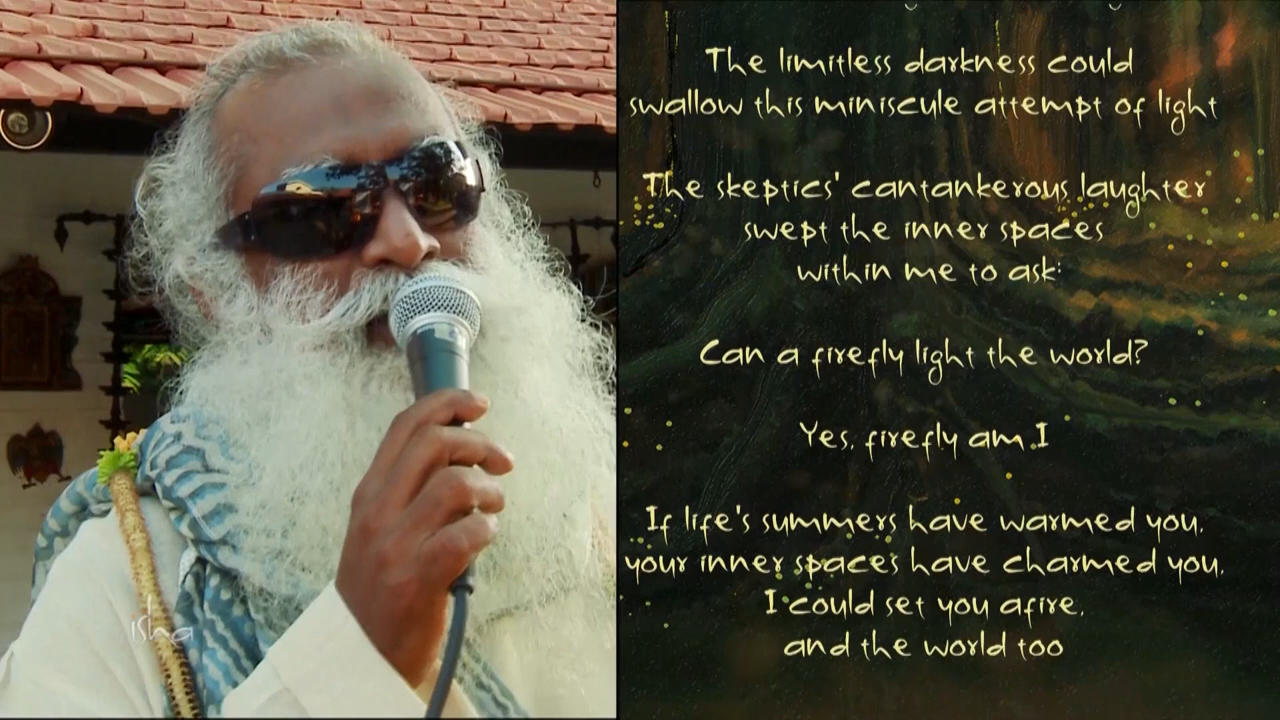 The limitless darkness could
swallow this miniscule attempt of light
The skeptics' cantankerous laughter
swept the inner spaces
within me to ask:
Can a firefly light the world?
Yes, firefly am I
If life's summers have warmed you,
your inner spaces have charmed you,
I could set you afire,
and the world too
isha